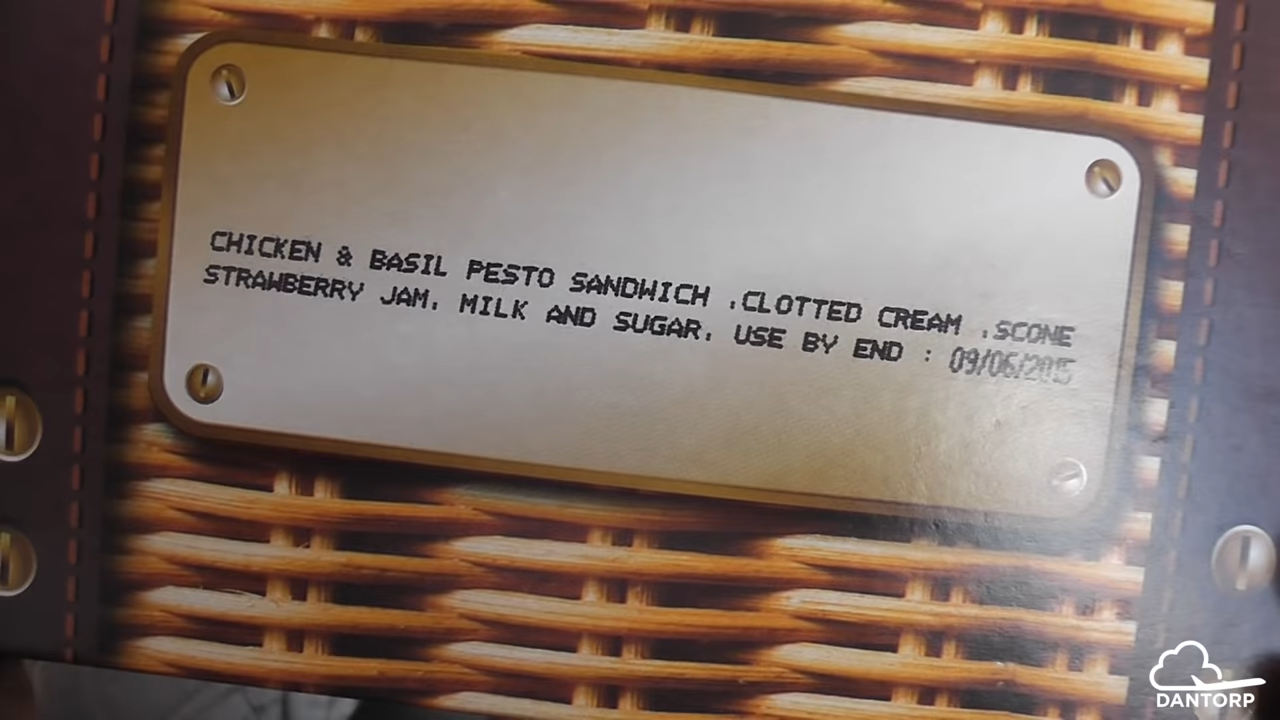 CHICKEN & BASIL PESTO SANDWICH ,CLOTTED CREAM ,SCONE
STRAWBERRY JAM, MILK AND SUGAR, USE BY END : 09/06/2015
DANTORP